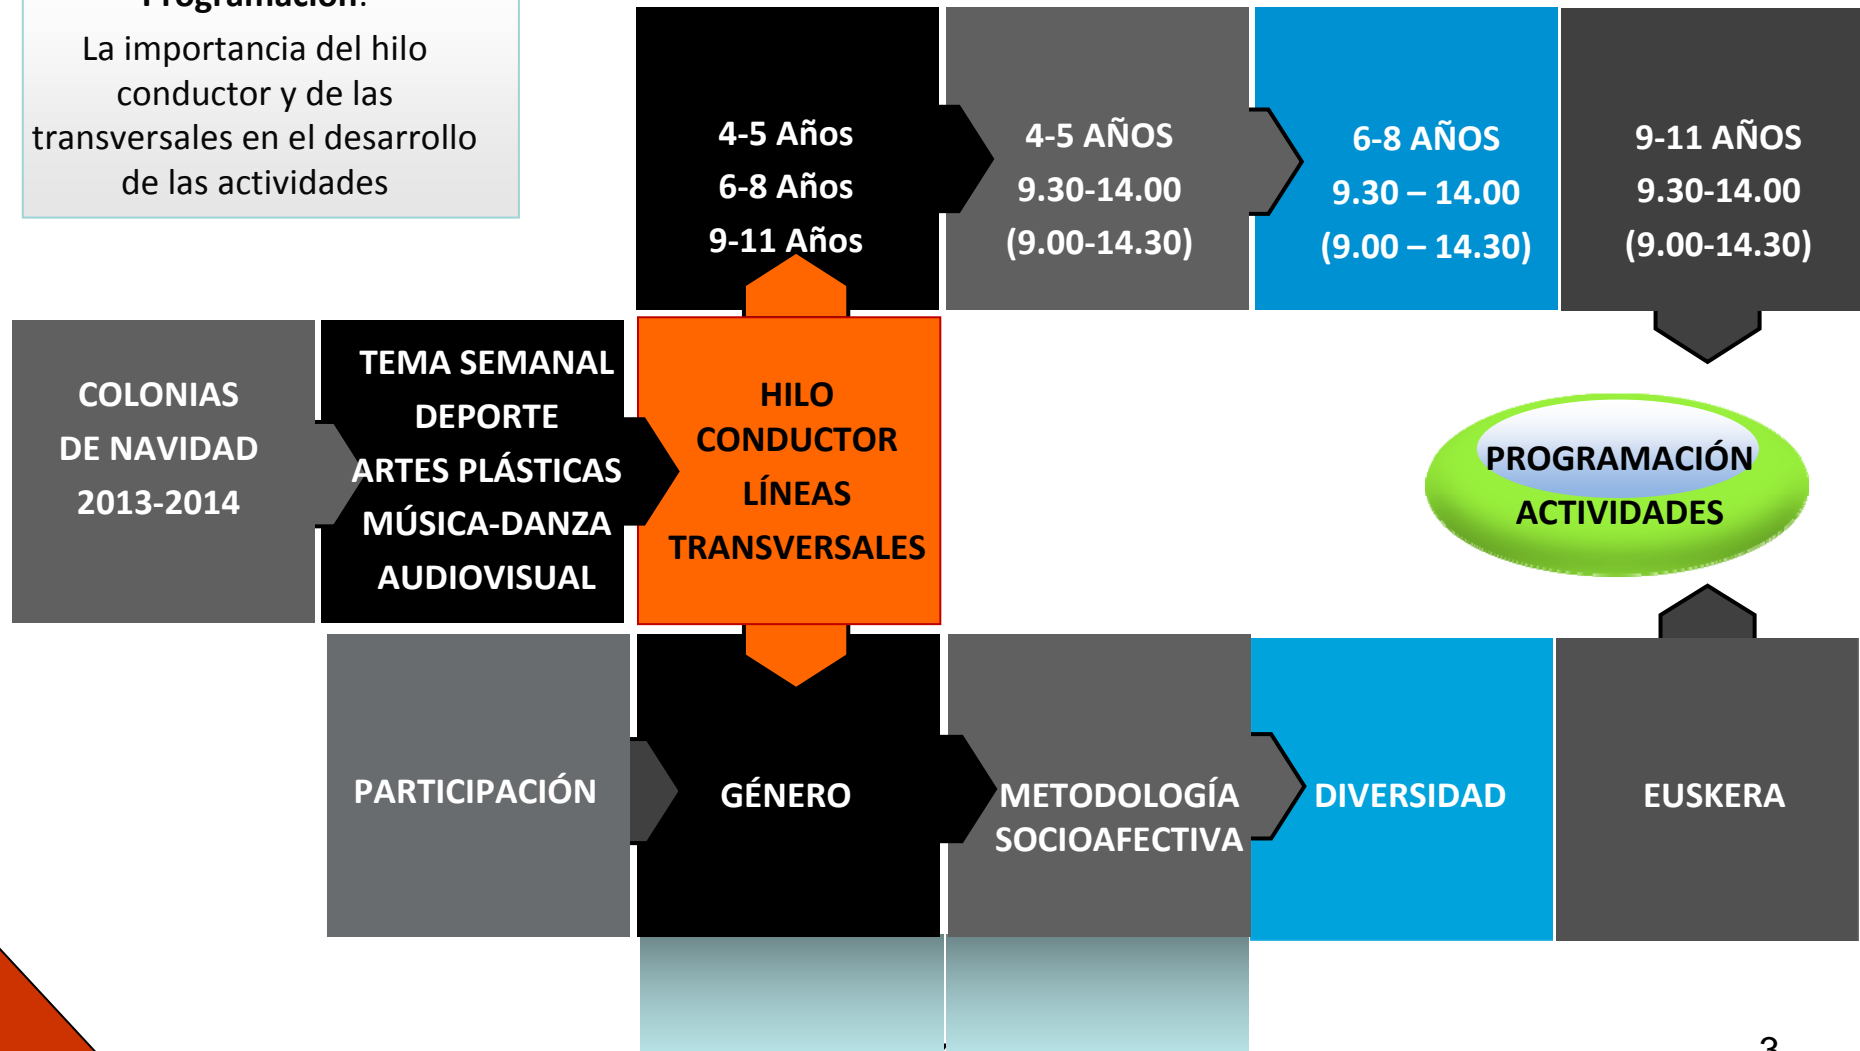 Programación:
La importancia del hilo
conductor y de las
transversales en el desarrollo
de las actividades
4-5 Años
6-8 Años
9-11 Años
4-5 AÑOS
9.30-14.00
(9.00-14.30)
6-8 AÑOS
9.30 – 14.00
(9.00 – 14.30)
9-11 AÑOS
9.30-14.00
(9.00-14.30)
COLONIAS
DE NAVIDAD
2013-2014
TEMA SEMANAL
DEPORTE
ARTES PLÁSTICAS
MÚSICA-DANZA
AUDIOVISUAL
HILO
CONDUCTOR
LÍNEAS
TRANSVERSALES
PROGRAMACIÓN
ACTIVIDADES
PARTICIPACIÓN
GÉNERO
METODOLOGÍA
SOCIOAFECTIVA
DIVERSIDAD
EUSKERA
3